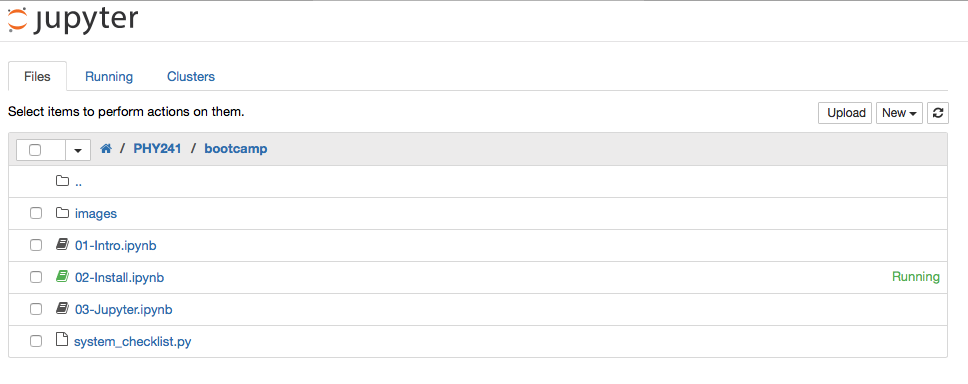 jupyter
Files Running Clusters
Select items to perform actions on them. Upload New
/ PHY241 / bootcamp
..
images
01-Intro.ipynb
02-Install.ipynb Running
03-Jupyter.ipynb
system_checklist.py